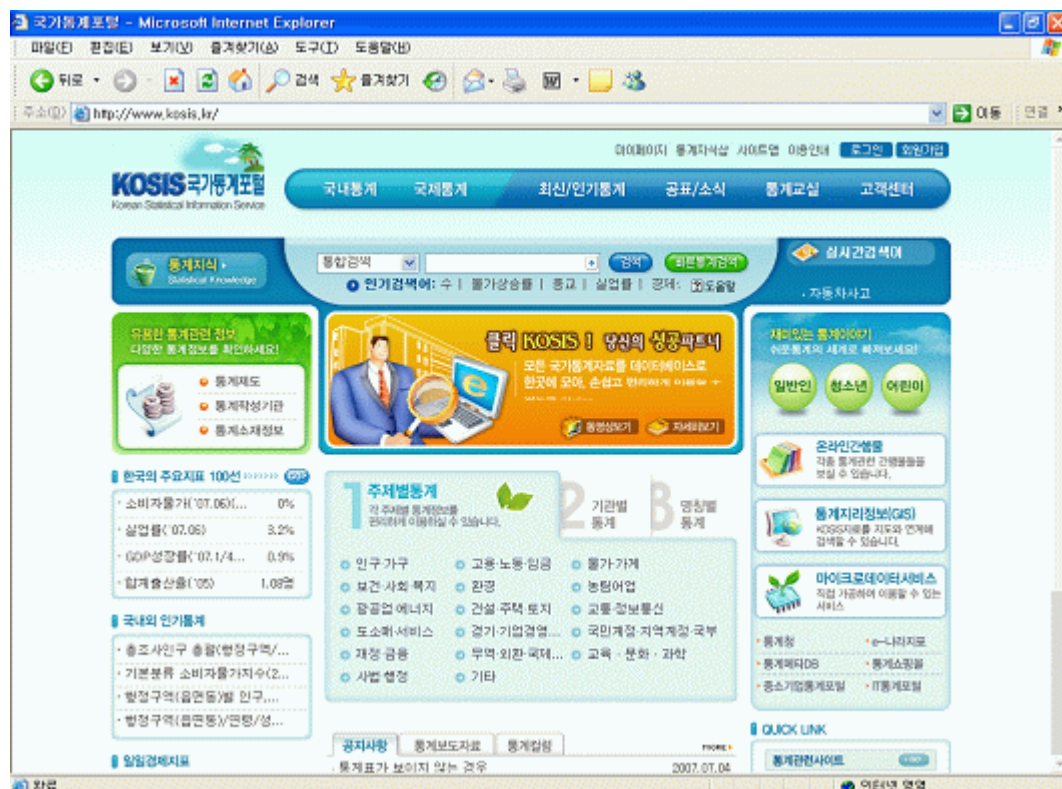 국가통계포털 - Microsoft Internet Explorer
파일(F) 편집(E) 보기(V) 즐겨찾기(A) 도구(T) 도움말(H)
뒤로 검색 즐겨찾기
주소(D) http://www.kosis.kr/ 이동 연결
마이페이지 통계지식샵 사이트맵 이용안내 로그인 회원가입
KOSIS 국가통계포털
Korean Statistical Information Service
국내통계 국제통계 최신/인기통계 공표/소식 통계교실 고객센터
통계지식
Statistical Knowledge
통합검색 검색 빠른통계검색
인기검색어: 수 | 물가상승률 | 종교 | 실업률 | 경제: 도움말
실시간검색어
자동차사고
유용한 통계관련 정보
다양한 통계정보를 확인하세요!
통계제도
통계작성기관
통계소재정보
클릭 KOSIS ! 당신의 성공파트너
모든 국가통계자료를 데이터베이스로
한곳에 모아, 손쉽고 편리하게 이용할 수
동영상보기 자세히보기
재미있는 통계이야기
쉬운통계의 세계로 빠져보세요!
일반인 청소년 어린이
온라인간행물
각종 통계관련 간행물들을
보실 수 있습니다.
통계지리정보(GIS)
KOSIS자료를 지도와 연계해
검색할 수 있습니다.
마이크로데이터서비스
직접 가공하여 이용할 수 있는
서비스
통계청 e-나라지표
통계메타DB 통계쇼핑몰
중소기업통계포털 IT통계포털
QUICK LINK
통계관련사이트
한국의 주요지표 100선
소비자물가('07.06)(... 0%
실업률('07.06) 3.2%
GDP성장률('07.1/4... 0.9%
합계출산율('05) 1.08명
국내외 인기통계
총조사인구 총괄(행정구역/...
기본분류 소비자물가지수(2...
행정구역(읍면동)별 인구,...
행정구역(읍면동)/연령/성...
일일경제지표
1 주제별통계
각 주제별 통계정보를
편리하게 이용하실 수 있습니다.
2 기관별 통계
3 명칭별 통계
인구·가구 고용·노동·임금 물가·가계
보건·사회·복지 환경 농림어업
광공업·에너지 건설·주택·토지 교통·정보통신
도소매·서비스 경기·기업경영... 국민계정·지역계정·국부
재정·금융 무역·외환·국제... 교육·문화·과학
사법·행정 기타
공지사항 통계보도자료 통계칼럼 more
통계표가 보이지 않는 경우 2007.07.04
완료 인터넷 영역